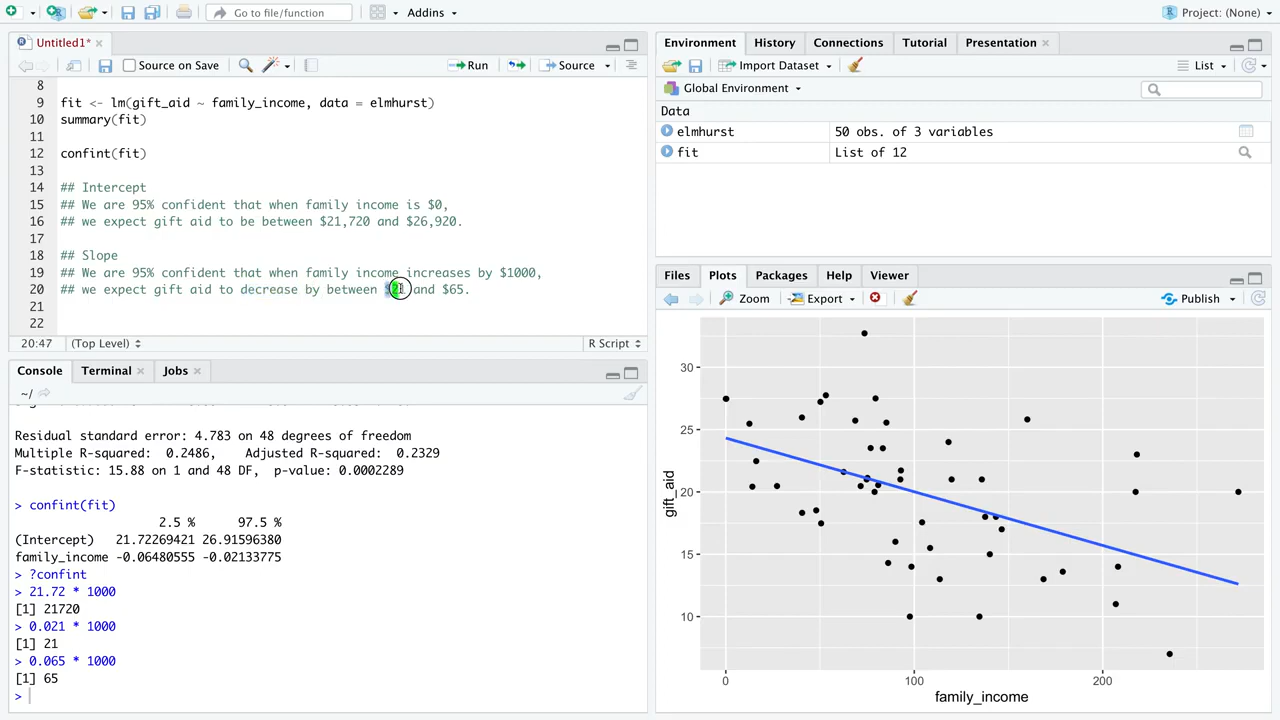 Go to file/function
Addins
Project: (None)
Untitled1*
Source on Save
Run
Source
8
9 fit <- lm(gift_aid ~ family_income, data = elmhurst)
10 summary(fit)
11
12 confint(fit)
13
14 ## Intercept
15 ## We are 95% confident that when family income is $0,
16 ## we expect gift aid to be between $21,720 and $26,920.
17
18 ## Slope
19 ## We are 95% confident that when family income increases by $1000,
20 ## we expect gift aid to decrease by between $21 and $65.
21
22
20:47 (Top Level) R Script
Console Terminal Jobs
~/
Residual standard error: 4.783 on 48 degrees of freedom
Multiple R-squared: 0.2486, Adjusted R-squared: 0.2329
F-statistic: 15.88 on 1 and 48 DF, p-value: 0.0002289
> confint(fit)
2.5 % 97.5 %
(Intercept) 21.72269421 26.91596380
family_income -0.06480555 -0.02133775
> ?confint
> 21.72 * 1000
[1] 21720
> 0.021 * 1000
[1] 21
> 0.065 * 1000
[1] 65
>
Environment History Connections Tutorial Presentation
Import Dataset
List
Global Environment
Data
elmhurst 50 obs. of 3 variables
fit List of 12
Files Plots Packages Help Viewer
Zoom Export Publish
gift_aid
30
25
20
15
10
0 100 200
family_income